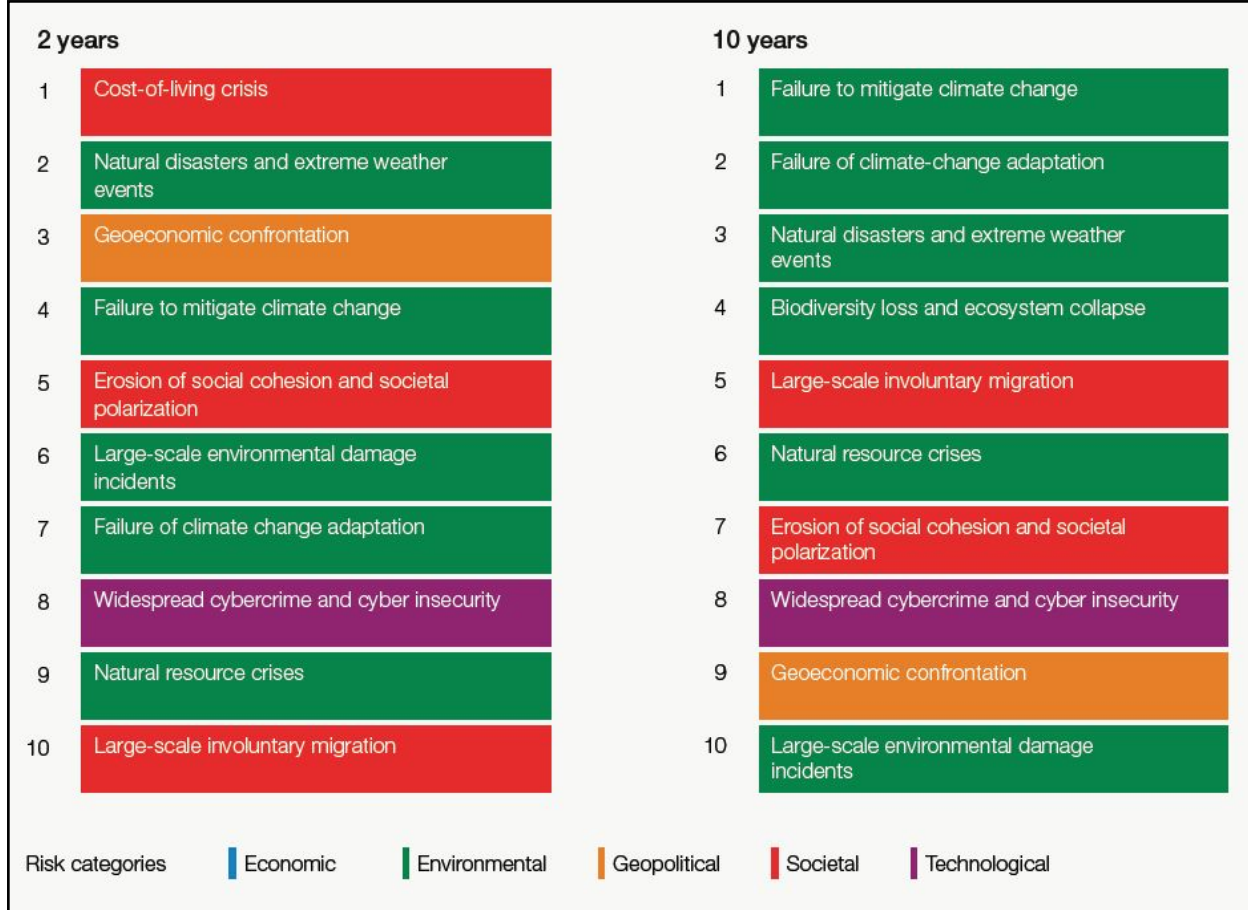 2 years
1
Cost-of-living crisis
2
Natural disasters and extreme weather
events
3
Geoeconomic confrontation
4
Failure to mitigate climate change
5
Erosion of social cohesion and societal
polarization
6
Large-scale environmental damage
incidents
7
Failure of climate change adaptation
8
Widespread cybercrime and cyber insecurity
9
Natural resource crises
10
Large-scale involuntary migration
10 years
1
Failure to mitigate climate change
2
Failure of climate-change adaptation
3
Natural disasters and extreme weather
events
4
Biodiversity loss and ecosystem collapse
5
Large-scale involuntary migration
6
Natural resource crises
7
Erosion of social cohesion and societal
polarization
8
Widespread cybercrime and cyber insecurity
9
Geoeconomic confrontation
10
Large-scale environmental damage
incidents
Risk categories
Economic
Environmental
Geopolitical
Societal
Technological